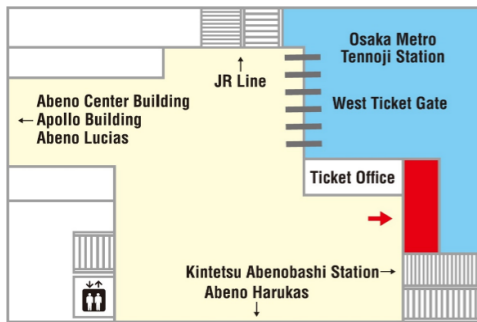 Osaka Metro
Tennoji Station
JR Line
West Ticket Gate
Abeno Center Building
Apollo Building
Abeno Lucias
Ticket Office
Kintetsu Abenobashi Station
Abeno Harukas